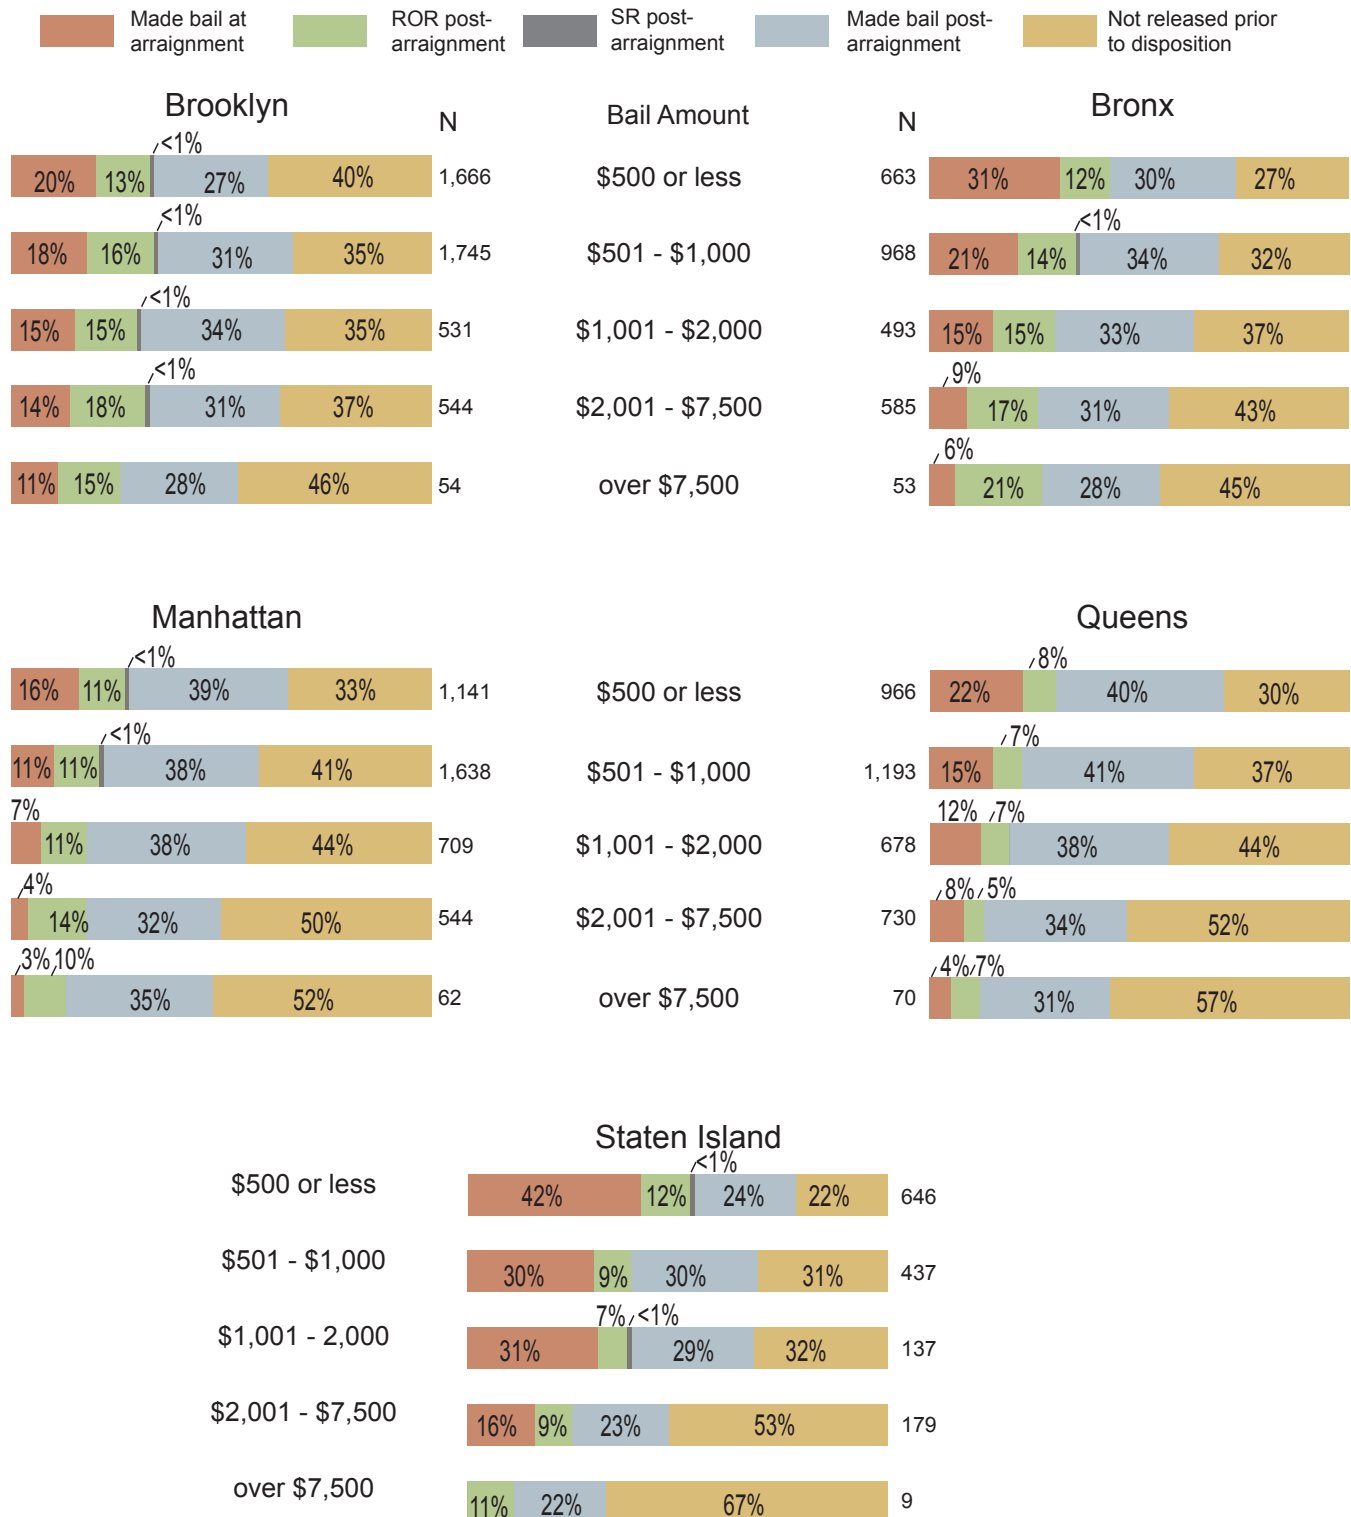 Made bail at
arraignment
ROR post-
arraignment
SR post-
arraignment
Made bail post-
arraignment
Not released prior
to disposition
Brooklyn
N
Bail Amount
N
Bronx
<1%
20% 13% 27% 40% 1,666 $500 or less 663 31% 12% 30% 27%
<1% <1%
18% 16% 31% 35% 1,745 $501 - $1,000 968 21% 14% 34% 32%
<1%
15% 15% 34% 35% 531 $1,001 - $2,000 493 15% 15% 33% 37%
<1% 9%
14% 18% 31% 37% 544 $2,001 - $7,500 585 17% 31% 43%
6%
11% 15% 28% 46% 54 over $7,500 53 21% 28% 45%
Manhattan Queens
<1% 8%
16% 11% 39% 33% 1,141 $500 or less 966 22% 40% 30%
<1% 7%
11% 11% 38% 41% 1,638 $501 - $1,000 1,193 15% 41% 37%
7% 12% 7%
11% 38% 44% 709 $1,001 - $2,000 678 38% 44%
4% 8% 5%
14% 32% 50% 544 $2,001 - $7,500 730 34% 52%
3% 10% 4% 7%
35% 52% 62 over $7,500 70 31% 57%
Staten Island
<1%
$500 or less 42% 12% 24% 22% 646
$501 - $1,000 30% 9% 30% 31% 437
7% <1%
$1,001 - 2,000 31% 29% 32% 137
$2,001 - $7,500 16% 9% 23% 53% 179
over $7,500 11% 22% 67% 9